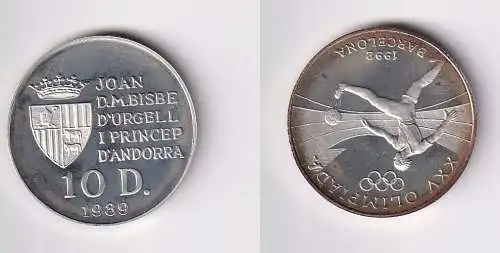 JOAN
D.M.BISBE
D'URGELL
I PRINCEP
D'ANDORRA
10 D.
1989
XXV OLIMPIADA
BARCELONA
1992